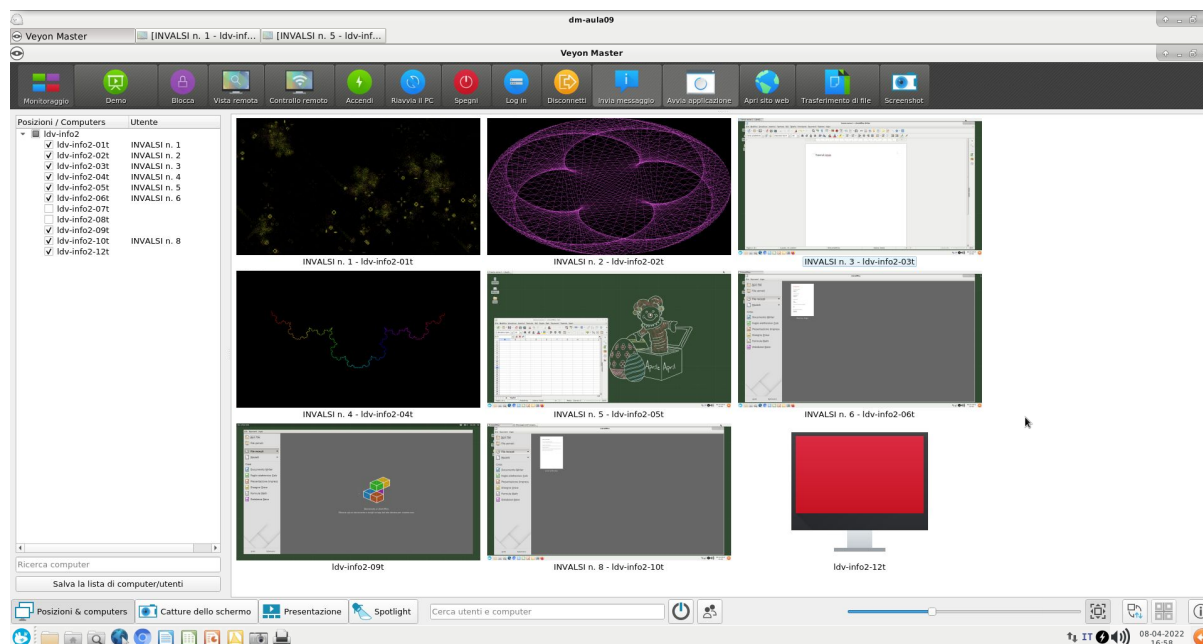 dm-aula09
Veyon Master
[INVALSI n. 1 - ldv-inf...
[INVALSI n. 5 - ldv-inf...
Veyon Master
Monitoraggio
Demo
Blocca
Vista remota
Controllo remoto
Accendi
Riavvia il PC
Spegni
Log in
Disconnetti
Invia messaggio
Avvia applicazione
Apri sito web
Trasferimento di file
Screenshot
Posizioni / Computers Utente
ldv-info2
ldv-info2-01t INVALSI n. 1
ldv-info2-02t INVALSI n. 2
ldv-info2-03t INVALSI n. 3
ldv-info2-04t INVALSI n. 4
ldv-info2-05t INVALSI n. 5
ldv-info2-06t INVALSI n. 6
ldv-info2-07t
ldv-info2-08t
ldv-info2-09t
ldv-info2-10t INVALSI n. 8
ldv-info2-12t
INVALSI n. 1 - ldv-info2-01t
INVALSI n. 2 - ldv-info2-02t
INVALSI n. 3 - ldv-info2-03t
INVALSI n. 4 - ldv-info2-04t
Aprile April
INVALSI n. 5 - ldv-info2-05t
INVALSI n. 6 - ldv-info2-06t
ldv-info2-09t
INVALSI n. 8 - ldv-info2-10t
ldv-info2-12t
Ricerca computer
Salva la lista di computer/utenti
Posizioni & computers
Catture dello schermo
Presentazione
Spotlight
Cerca utenti e computer
IT
08-04-2022
16:58